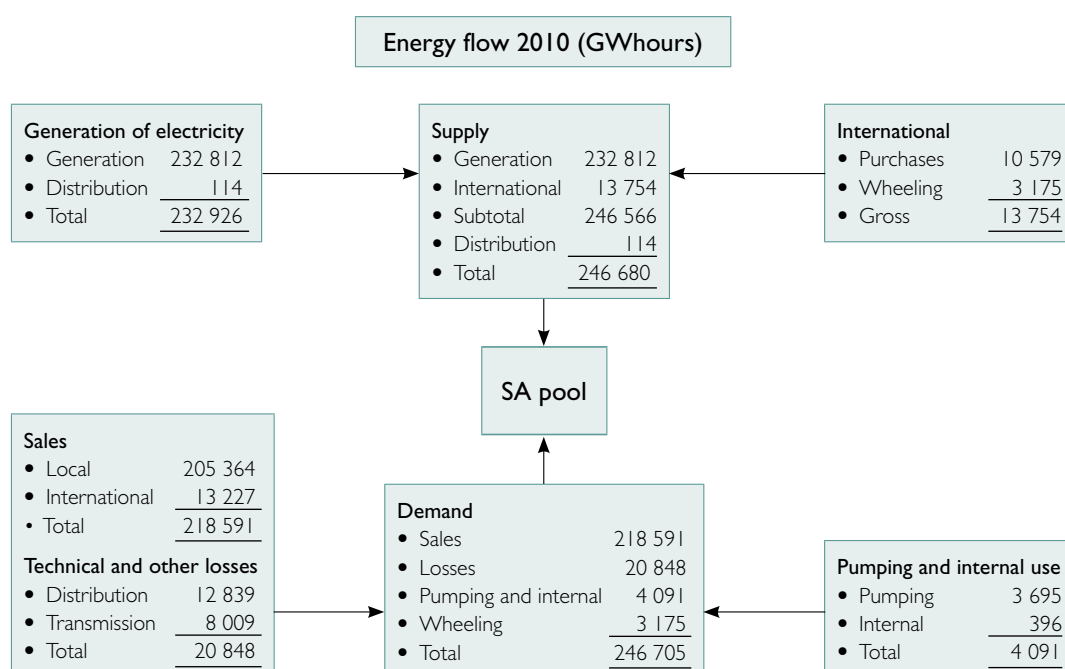 Energy flow 2010 (GWhours)
Generation of electricity
• Generation 232 812
• Distribution 114
• Total 232 926
Supply
• Generation 232 812
• International 13 754
• Subtotal 246 566
• Distribution 114
• Total 246 680
International
• Purchases 10 579
• Wheeling 3 175
• Gross 13 754
SA pool
Sales
• Local 205 364
• International 13 227
• Total 218 591
Technical and other losses
• Distribution 12 839
• Transmission 8 009
• Total 20 848
Demand
• Sales 218 591
• Losses 20 848
• Pumping and internal 4 091
• Wheeling 3 175
• Total 246 705
Pumping and internal use
• Pumping 3 695
• Internal 396
• Total 4 091